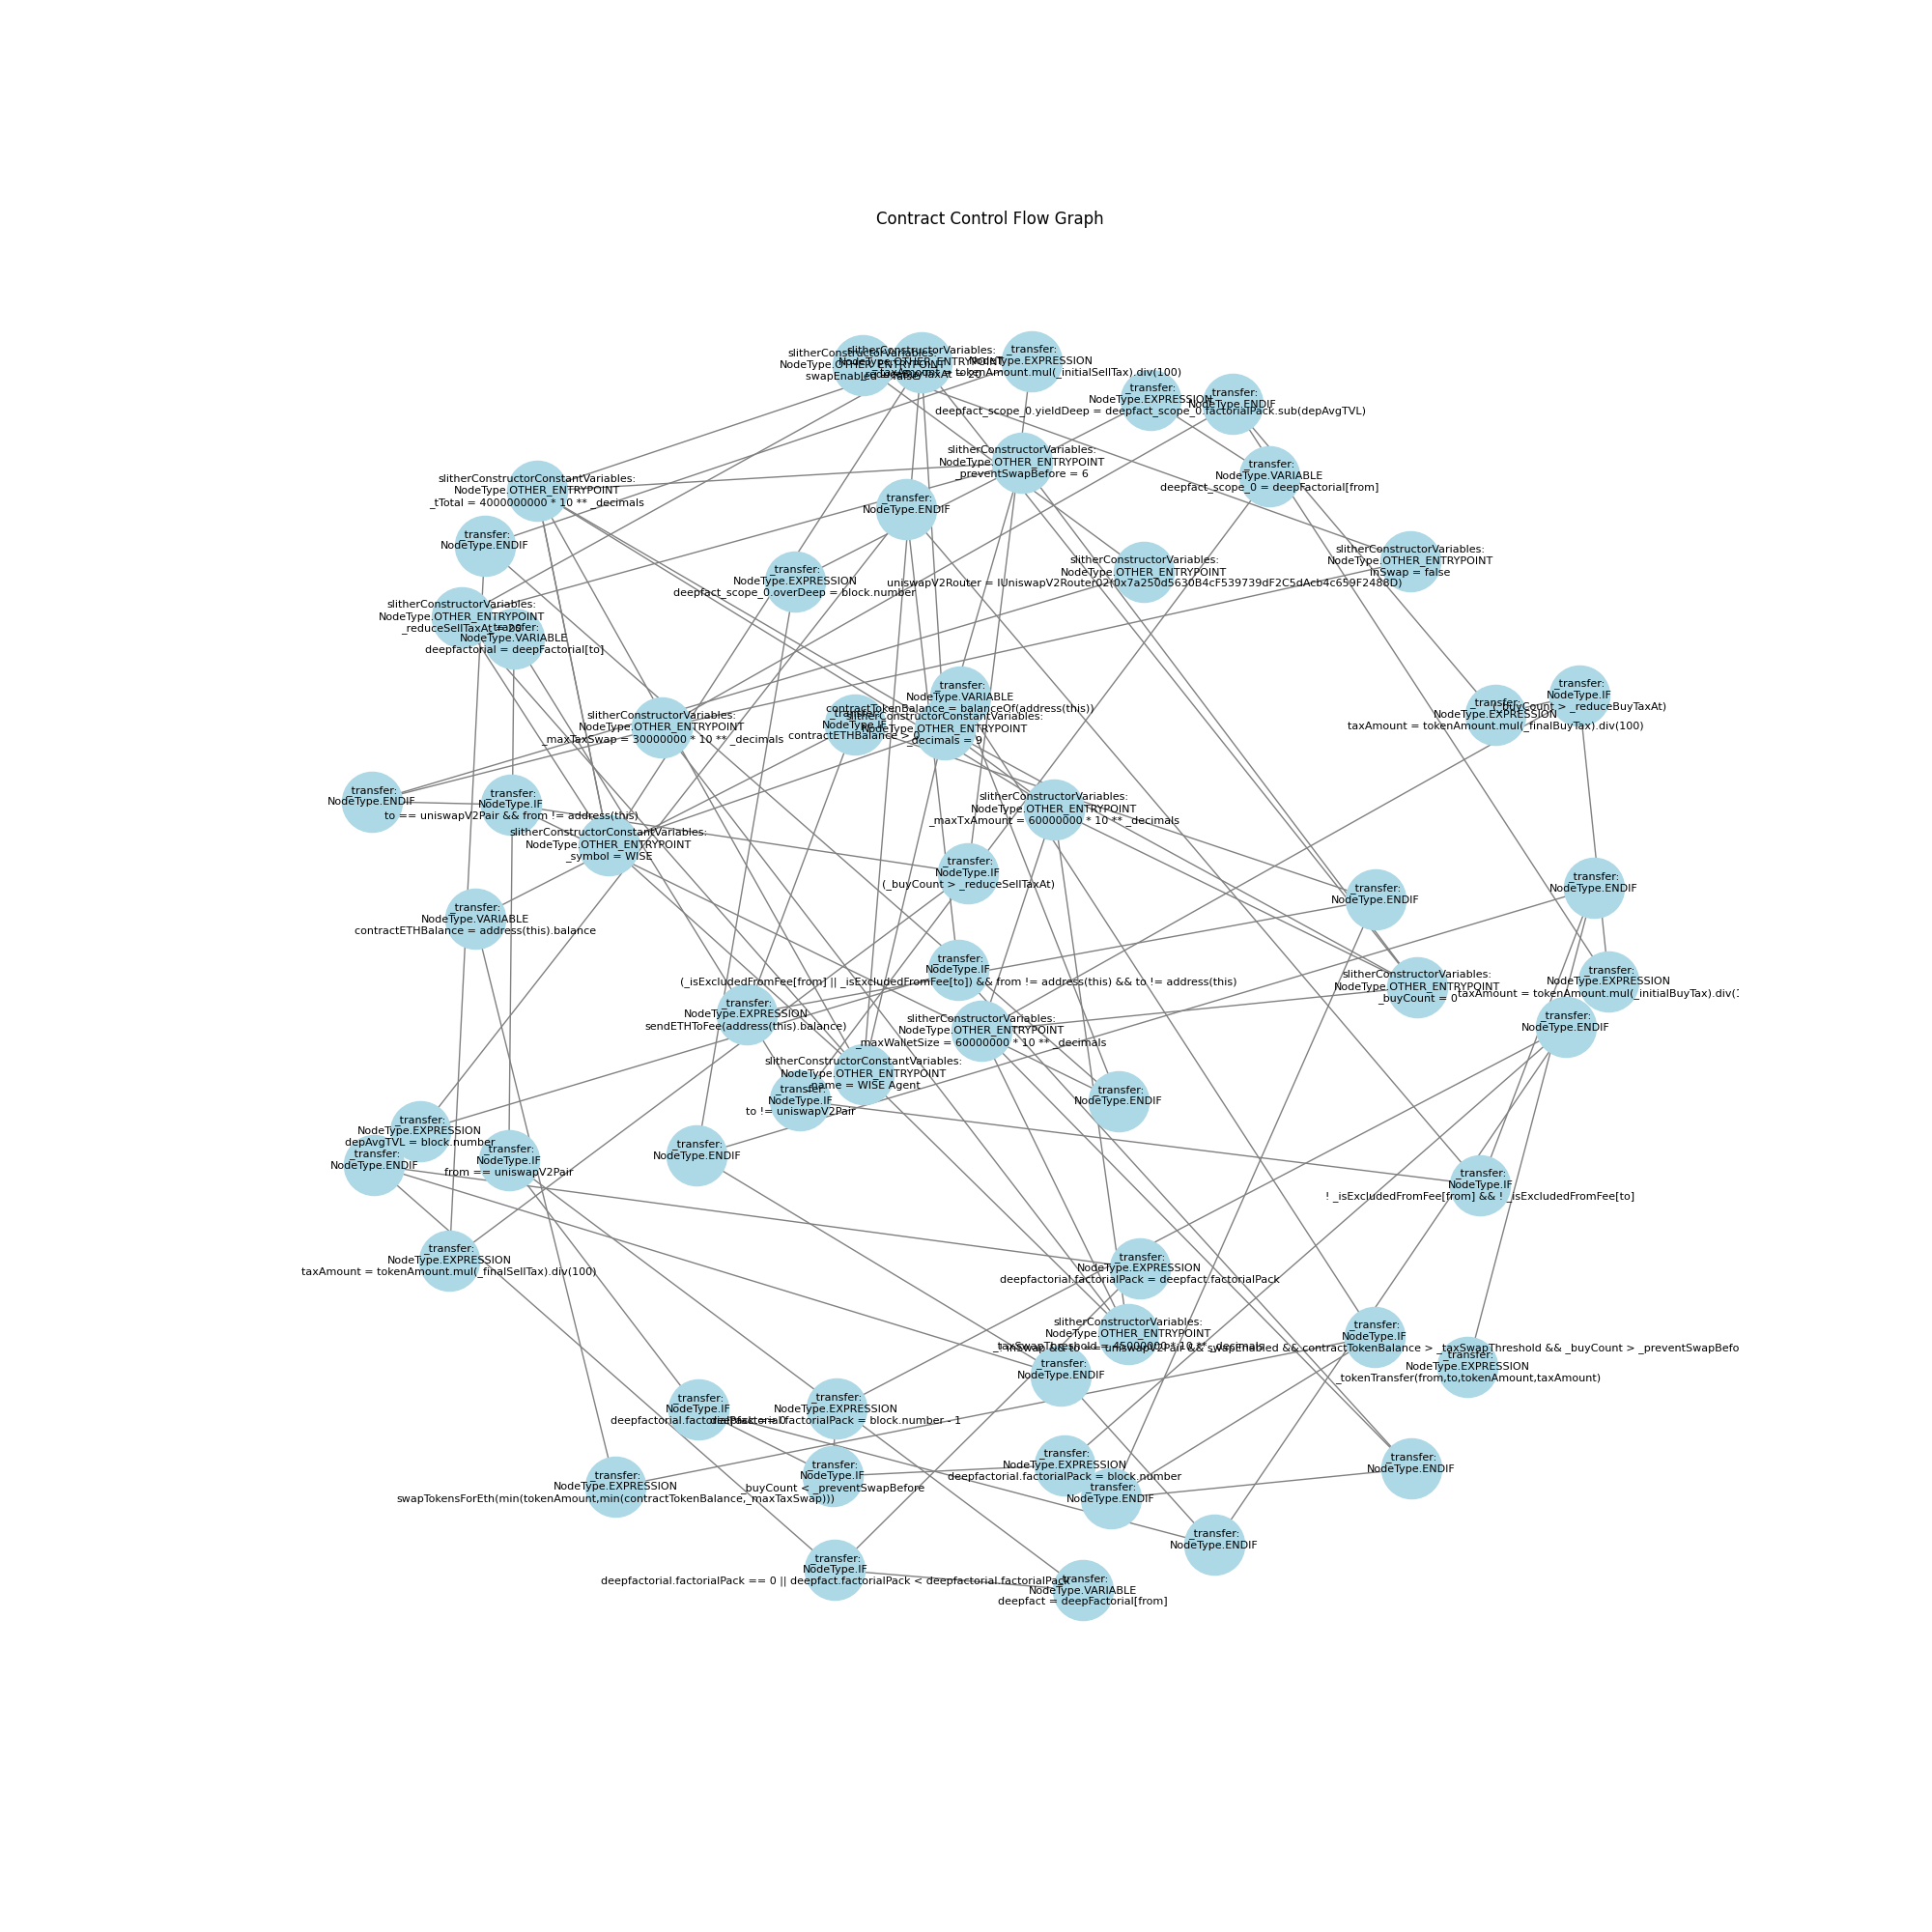 Contract Control Flow Graph
slitherConstructorVariables:
NodeType.OTHER_ENTRYPOINT
swapEnabled = false
slitherConstructorVariables:
NodeType.OTHER_ENTRYPOINT
_reduceBuyTaxAt = 20
_transfer:
NodeType.EXPRESSION
taxAmount = tokenAmount.mul(_initialSellTax).div(100)
_transfer:
NodeType.EXPRESSION
deepfact_scope_0.yieldDeep = deepfact_scope_0.factorialPack.sub(depAvgTVL)
_transfer:
NodeType.ENDIF
slitherConstructorVariables:
NodeType.OTHER_ENTRYPOINT
_preventSwapBefore = 6
_transfer:
NodeType.VARIABLE
deepfact_scope_0 = deepFactorial[from]
slitherConstructorConstantVariables:
NodeType.OTHER_ENTRYPOINT
_tTotal = 4000000000 * 10 ** _decimals
_transfer:
NodeType.ENDIF
_transfer:
NodeType.ENDIF
slitherConstructorVariables:
NodeType.OTHER_ENTRYPOINT
inSwap = false
slitherConstructorVariables:
NodeType.OTHER_ENTRYPOINT
uniswapV2Router = IUniswapV2Router02(0x7a250d5630B4cF539739dF2C5dAcb4c659F2488D)
_transfer:
NodeType.EXPRESSION
deepfact_scope_0.overDeep = block.number
slitherConstructorVariables:
NodeType.OTHER_ENTRYPOINT
_reduceSellTaxAt = 20
_transfer:
NodeType.VARIABLE
deepfactorial = deepFactorial[to]
_transfer:
NodeType.VARIABLE
contractTokenBalance = balanceOf(address(this))
_transfer:
NodeType.IF
(_buyCount > _reduceBuyTaxAt)
_transfer:
NodeType.EXPRESSION
taxAmount = tokenAmount.mul(_finalBuyTax).div(100)
slitherConstructorVariables:
NodeType.OTHER_ENTRYPOINT
_maxTaxSwap = 30000000 * 10 ** _decimals
_transfer:
NodeType.IF
contractETHBalance > 0
slitherConstructorConstantVariables:
NodeType.OTHER_ENTRYPOINT
_decimals = 9
_transfer:
NodeType.ENDIF
_transfer:
NodeType.IF
to == uniswapV2Pair && from != address(this)
slitherConstructorVariables:
NodeType.OTHER_ENTRYPOINT
_maxTxAmount = 60000000 * 10 ** _decimals
slitherConstructorConstantVariables:
NodeType.OTHER_ENTRYPOINT
_symbol = WISE
_transfer:
NodeType.IF
(_buyCount > _reduceSellTaxAt)
_transfer:
NodeType.ENDIF
_transfer:
NodeType.ENDIF
_transfer:
NodeType.VARIABLE
contractETHBalance = address(this).balance
_transfer:
NodeType.IF
(_isExcludedFromFee[from] || _isExcludedFromFee[to]) && from != address(this) && to != address(this)
slitherConstructorVariables:
NodeType.OTHER_ENTRYPOINT
_buyCount = 0
_transfer:
NodeType.EXPRESSION
taxAmount = tokenAmount.mul(_initialBuyTax).div(
_transfer:
NodeType.EXPRESSION
sendETHToFee(address(this).balance)
_transfer:
NodeType.ENDIF
slitherConstructorVariables:
NodeType.OTHER_ENTRYPOINT
_maxWalletSize = 60000000 * 10 ** _decimals
slitherConstructorConstantVariables:
NodeType.OTHER_ENTRYPOINT
_name = WISE Agent
_transfer:
NodeType.IF
to != uniswapV2Pair
_transfer:
NodeType.ENDIF
_transfer:
NodeType.EXPRESSION
depAvgTVL = block.number
_transfer:
NodeType.ENDIF
_transfer:
NodeType.IF
from == uniswapV2Pair
_transfer:
NodeType.ENDIF
_transfer:
NodeType.IF
! _isExcludedFromFee[from] && ! _isExcludedFromFee[to]
_transfer:
NodeType.EXPRESSION
taxAmount = tokenAmount.mul(_finalSellTax).div(100)
_transfer:
NodeType.EXPRESSION
deepfactorial.factorialPack = deepfact.factorialPack
slitherConstructorVariables:
NodeType.OTHER_ENTRYPOINT
_taxSwapThreshold = 45000000 * 10 ** _decimals
_transfer:
NodeType.IF
! inSwap && to == uniswapV2Pair && swapEnabled && contractTokenBalance > _taxSwapThreshold && _buyCount > _preventSwapBefo
_transfer:
NodeType.EXPRESSION
_tokenTransfer(from,to,tokenAmount,taxAmount)
_transfer:
NodeType.ENDIF
_transfer:
NodeType.IF
deepfactorial.factorialPack == 0
_transfer:
NodeType.EXPRESSION
deepfactorial.factorialPack = block.number - 1
_transfer:
NodeType.EXPRESSION
deepfactorial.factorialPack = block.number
_transfer:
NodeType.ENDIF
_transfer:
NodeType.IF
_buyCount < _preventSwapBefore
_transfer:
NodeType.EXPRESSION
swapTokensForEth(min(tokenAmount,min(contractTokenBalance,_maxTaxSwap)))
_transfer:
NodeType.ENDIF
_transfer:
NodeType.ENDIF
_transfer:
NodeType.IF
deepfactorial.factorialPack == 0 || deepfact.factorialPack < deepfactorial.factorialPack
_transfer:
NodeType.VARIABLE
deepfact = deepFactorial[from]